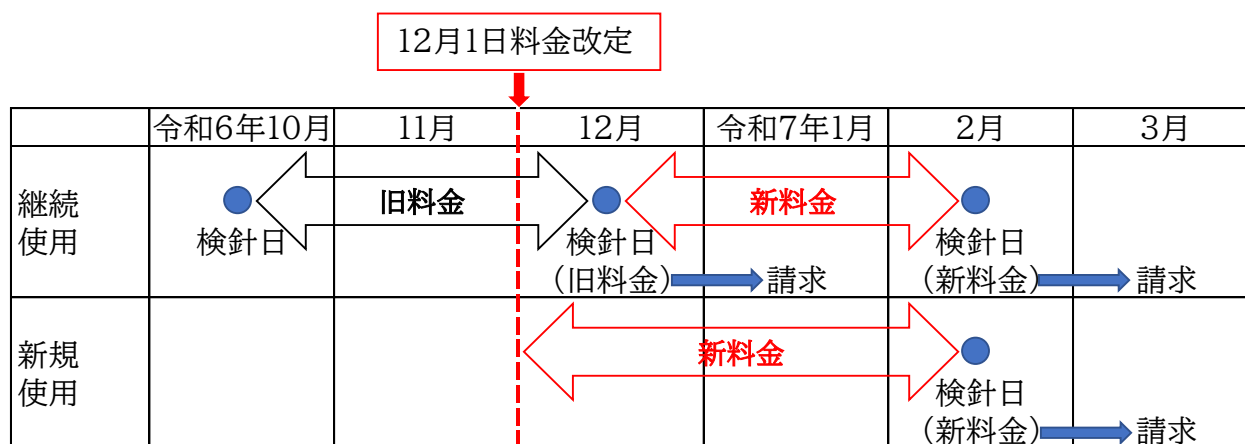 12月1日料金改定
令和6年10月 11月 12月 令和7年1月 2月 3月
継続
使用
旧料金
新料金
検針日
検針日
(旧料金)
請求
検針日
(新料金)
請求
新規
使用
新料金
検針日
(新料金)
請求